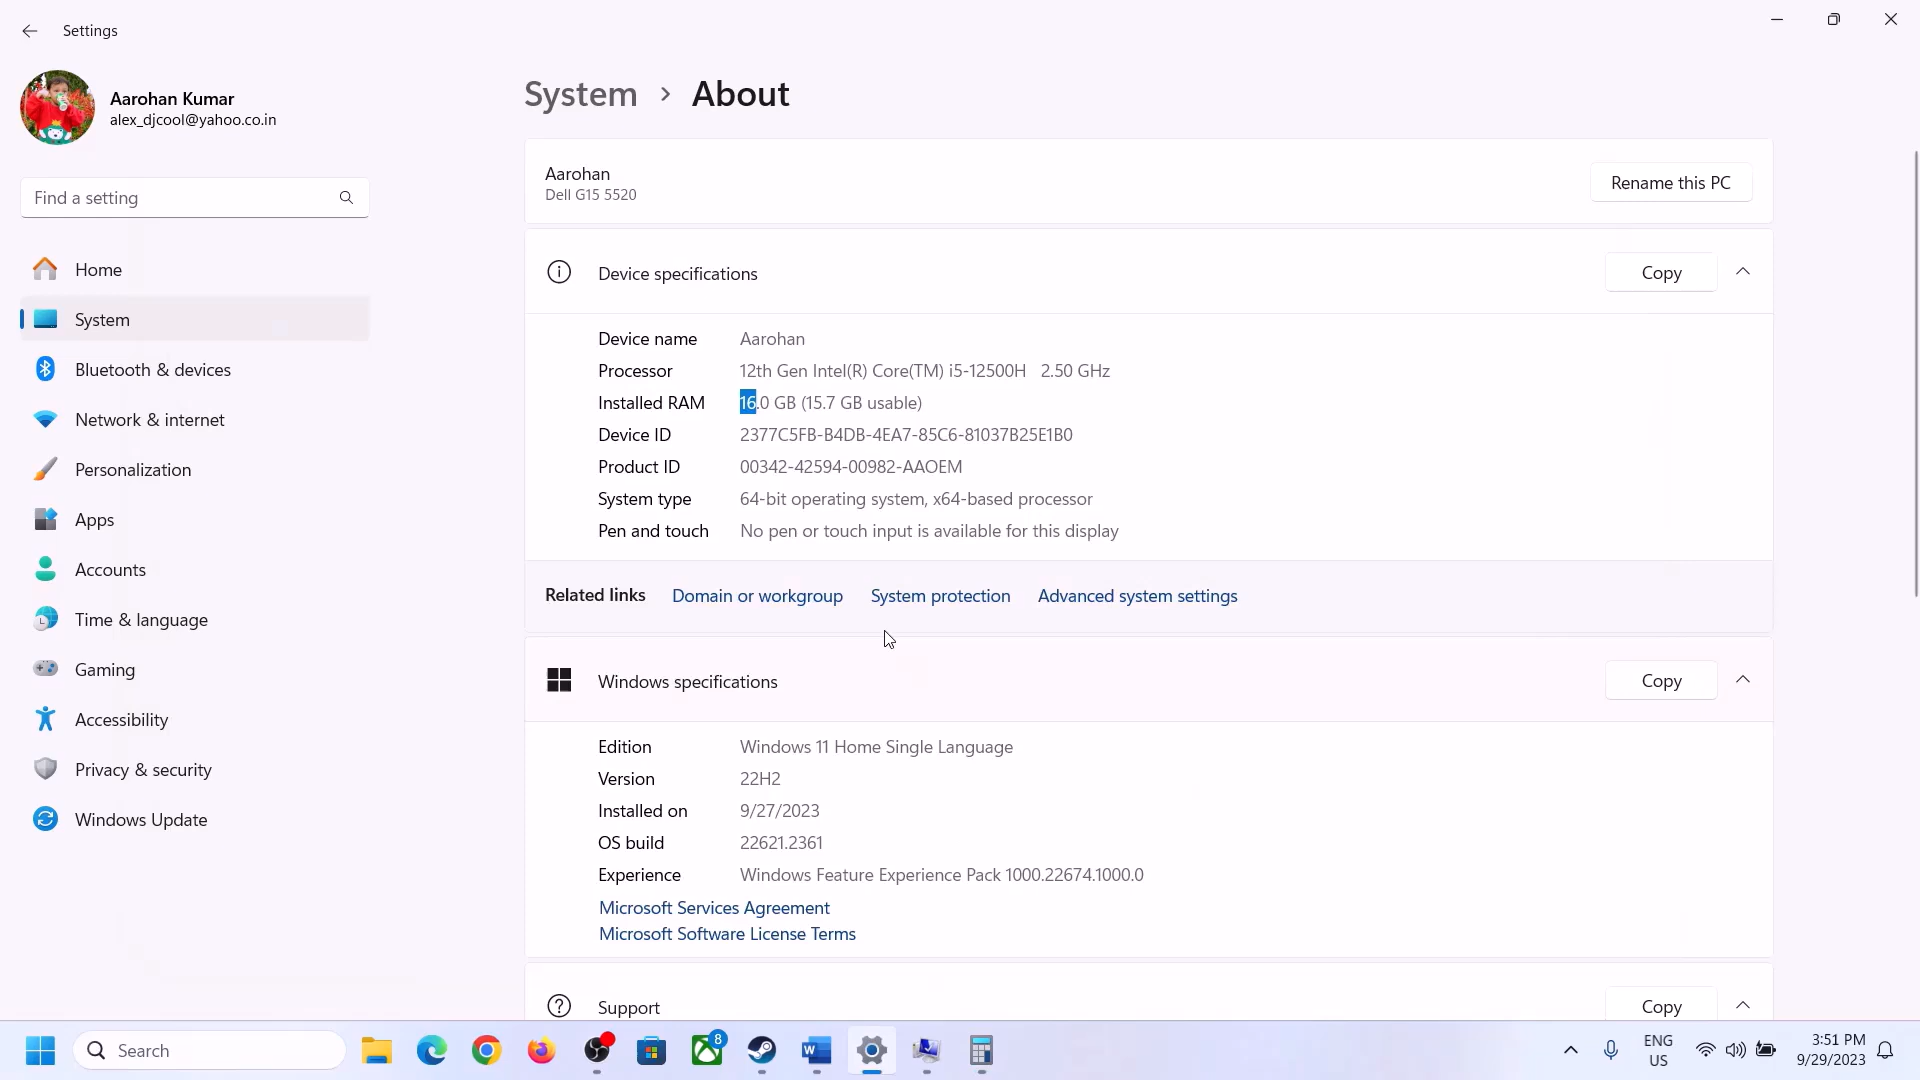 Settings
Aarohan Kumar
alex_djcool@yahoo.co.in
Find a setting
Home
System
Bluetooth & devices
Network & internet
Personalization
Apps
Accounts
Time & language
Gaming
Accessibility
Privacy & security
Windows Update
System > About
Aarohan
Dell G15 5520
Rename this PC
Device specifications
Copy
Device name Aarohan
Processor 12th Gen Intel(R) Core(TM) i5-12500H 2.50 GHz
Installed RAM 16.0 GB (15.7 GB usable)
Device ID 2377C5FB-B4DB-4EA7-85C6-81037B25E1B0
Product ID 00342-42594-00982-AAOEM
System type 64-bit operating system, x64-based processor
Pen and touch No pen or touch input is available for this display
Related links Domain or workgroup System protection Advanced system settings
Windows specifications
Copy
Edition Windows 11 Home Single Language
Version 22H2
Installed on 9/27/2023
OS build 22621.2361
Experience Windows Feature Experience Pack 1000.22674.1000.0
Microsoft Services Agreement
Microsoft Software License Terms
Support
Copy
Search
8
W
ENG
US
3:51 PM
9/29/2023